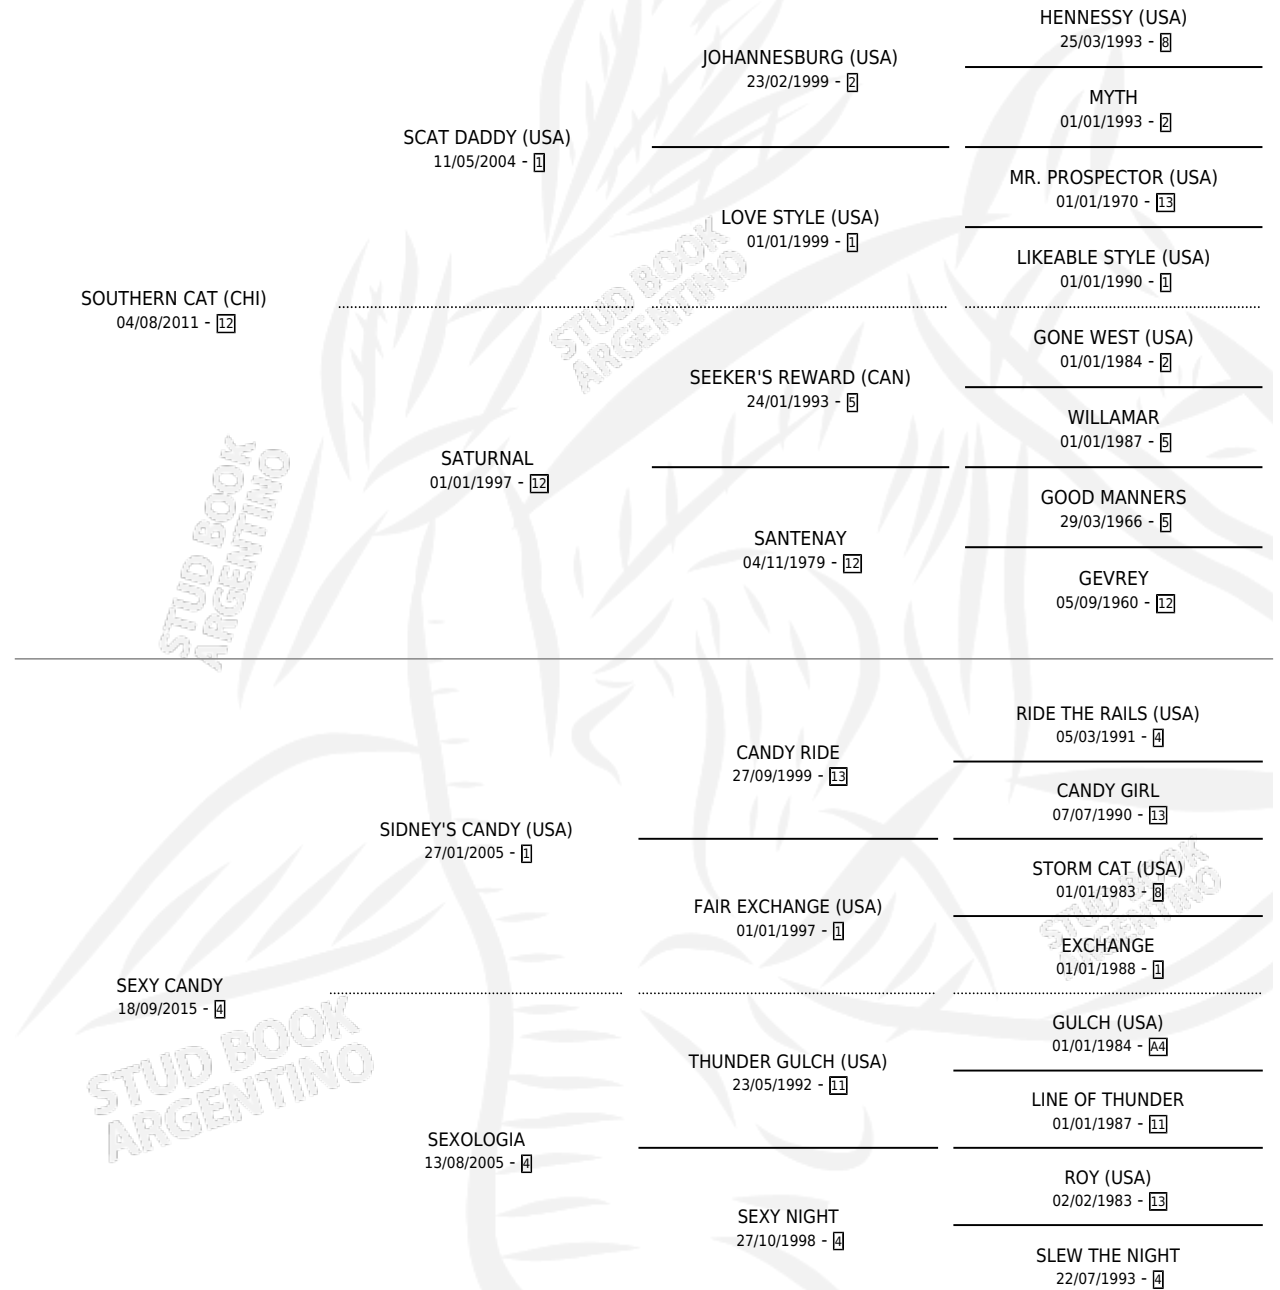 HENNESSY (USA)
25/03/1993 - 8
JOHANNESBURG (USA)
23/02/1999 - 2
MYTH
01/01/1993 - 2
SCAT DADDY (USA)
11/05/2004 - 1
MR. PROSPECTOR (USA)
01/01/1970 - 13
LOVE STYLE (USA)
01/01/1999 - 1
LIKEABLE STYLE (USA)
01/01/1990 - 1
SOUTHERN CAT (CHI)
04/08/2011 - 12
GONE WEST (USA)
01/01/1984 - 2
SEEKER'S REWARD (CAN)
24/01/1993 - 5
WILLAMAR
01/01/1987 - 5
SATURNAL
01/01/1997 - 12
GOOD MANNERS
29/03/1966 - 5
SANTENAY
04/11/1979 - 12
GEVREY
05/09/1960 - 12
RIDE THE RAILS (USA)
05/03/1991 - 4
CANDY RIDE
27/09/1999 - 13
CANDY GIRL
07/07/1990 - 13
SIDNEY'S CANDY (USA)
27/01/2005 - 1
STORM CAT (USA)
01/01/1983 - 8
FAIR EXCHANGE (USA)
01/01/1997 - 1
EXCHANGE
01/01/1988 - 1
SEXY CANDY
18/09/2015 - 4
GULCH (USA)
01/01/1984 - A4
THUNDER GULCH (USA)
23/05/1992 - 11
LINE OF THUNDER
01/01/1987 - 11
SEXOLOGIA
13/08/2005 - 4
ROY (USA)
02/02/1983 - 13
SEXY NIGHT
27/10/1998 - 4
SLEW THE NIGHT
22/07/1993 - 4
STUD BOOK
ARGENTINO
STUD BOOK
ARGENTINO
STUD BOOK
ARGENTINO
STUD BOOK
ARGENTINO